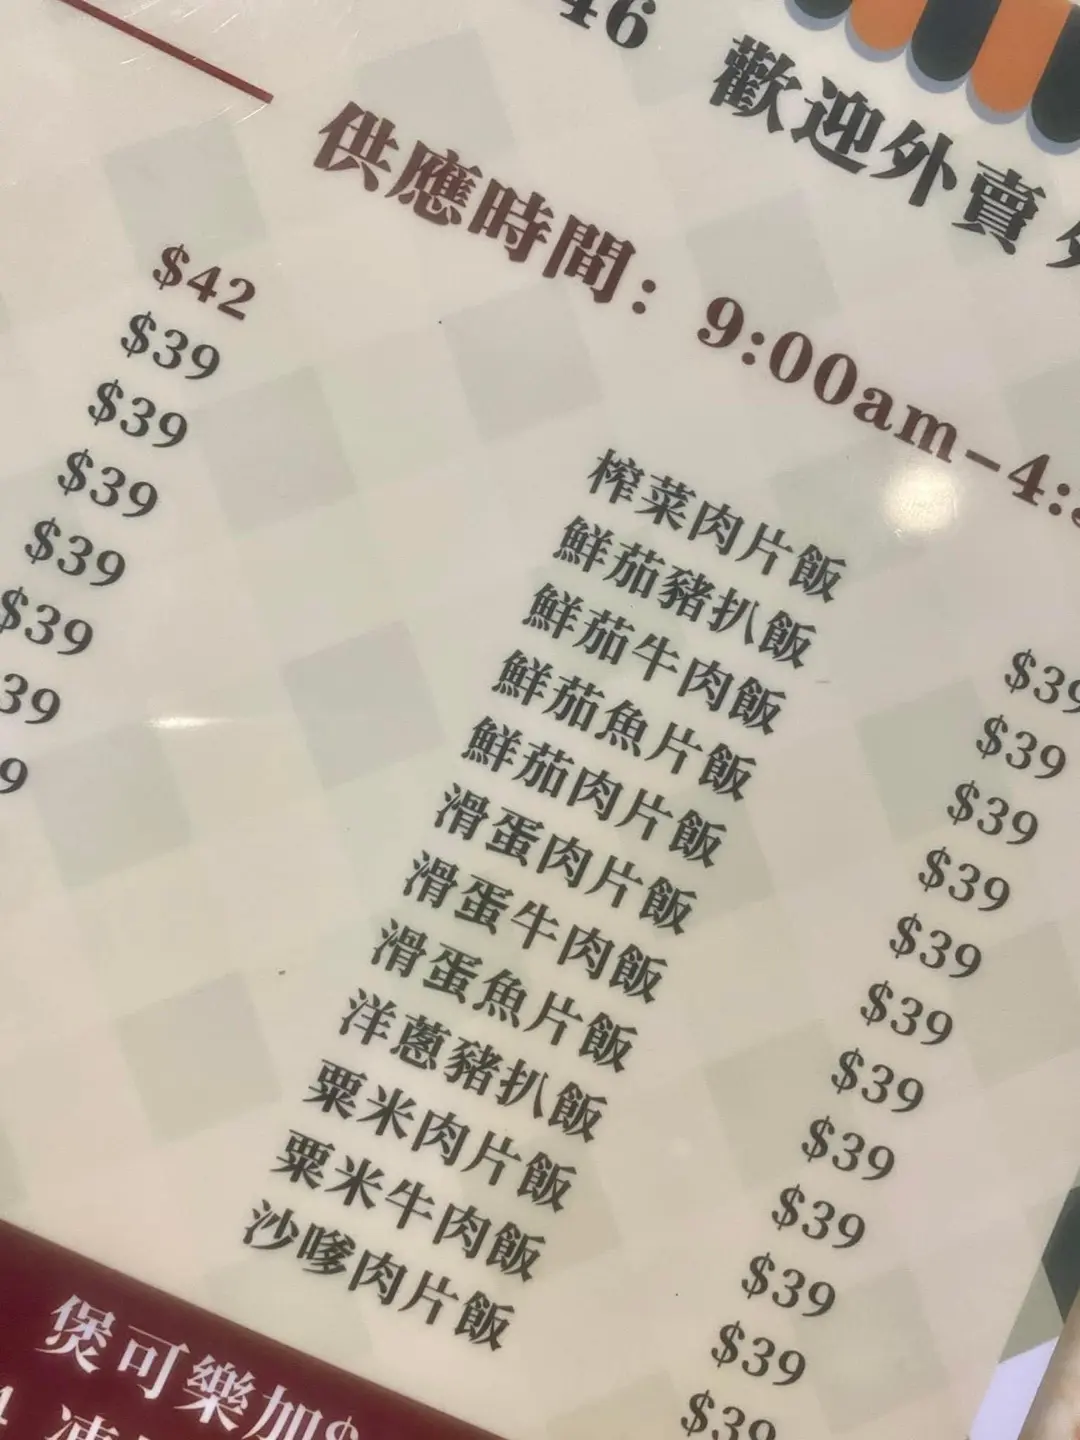 46 歡迎外賣
供應時間：9:00am-4:
$42
$39
$39
$39
$39
$39
39
9
榨菜肉片飯 $39
鮮茄豬扒飯 $39
鮮茄牛肉飯 $39
鮮茄魚片飯 $39
鮮茄肉片飯 $39
滑蛋肉片飯 $39
滑蛋牛肉飯 $39
滑蛋魚片飯 $39
洋蔥豬扒飯 $39
粟米肉片飯 $39
粟米牛肉飯 $39
沙嗲肉片飯 $39
煲可樂加$
凍